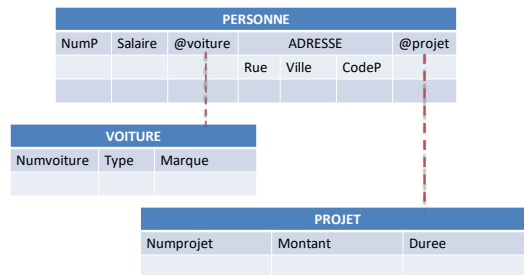 PERSONNE
NumP Salaire @voiture ADRESSE @projet
Rue Ville CodeP
VOITURE
Numvoiture Type Marque
PROJET
Numprojet Montant Duree